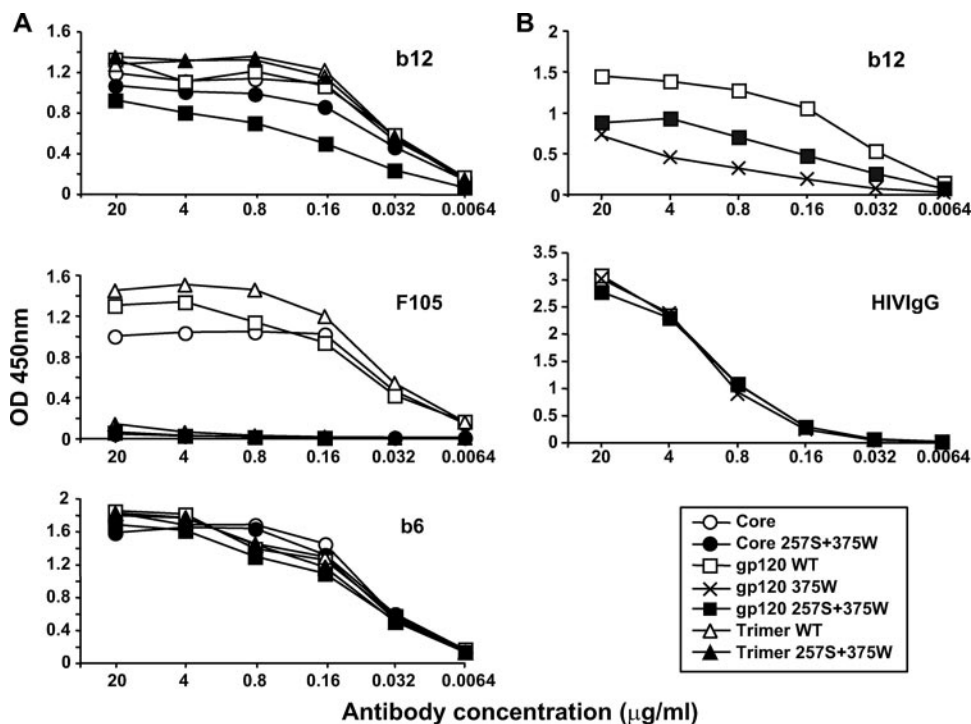 A
B
b12
1.6
1.2
0.8
0.4
0
20 4 0.8 0.16 0.032 0.0064
b12
2
1.5
1
0.5
0
20 4 0.8 0.16 0.032 0.0064
OD 450nm
F105
1.6
1.2
0.8
0.4
0
20 4 0.8 0.16 0.032 0.0064
HIVIgG
3.5
3
2.5
2
1.5
1
0.5
0
20 4 0.8 0.16 0.032 0.0064
b6
2
1.6
1.2
0.8
0.4
0
20 4 0.8 0.16 0.032 0.0064
Core
Core 257S+375W
gp120 WT
gp120 375W
gp120 257S+375W
Trimer WT
Trimer 257S+375W
Antibody concentration (μg/ml)